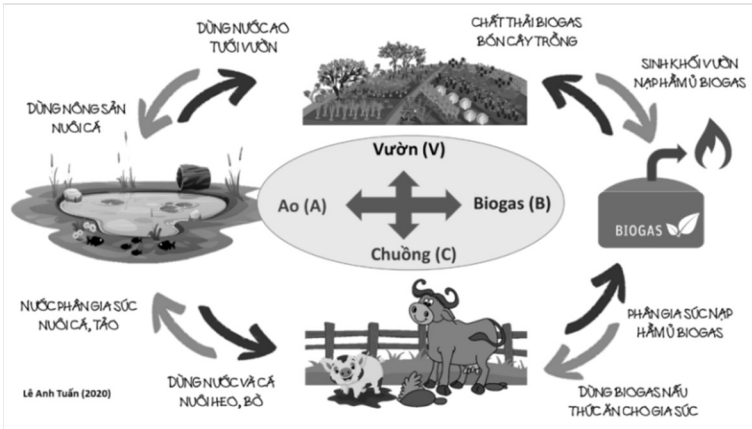 DÙNG NƯỚC AO
TƯỚI VƯỜN
CHẤT THẢI BIOGAS
BÓN CÂY TRỒNG
SINH KHỐI VƯỜN
NẠP HẦM Ủ BIOGAS
DÙNG NÔNG SẢN
NUÔI CÁ
Vườn (V)
Ao (A)
Biogas (B)
Chuồng (C)
BIOGAS
NƯỚC PHÂN GIA SÚC
NUÔI CÁ, TẢO
DÙNG NƯỚC VÀ CÁ
NUÔI HEO, BÒ
PHÂN GIA SÚC NẠP
HẦM Ủ BIOGAS
DÙNG BIOGAS NẤU
THỨC ĂN CHO GIA SÚC
Lê Anh Tuấn (2020)